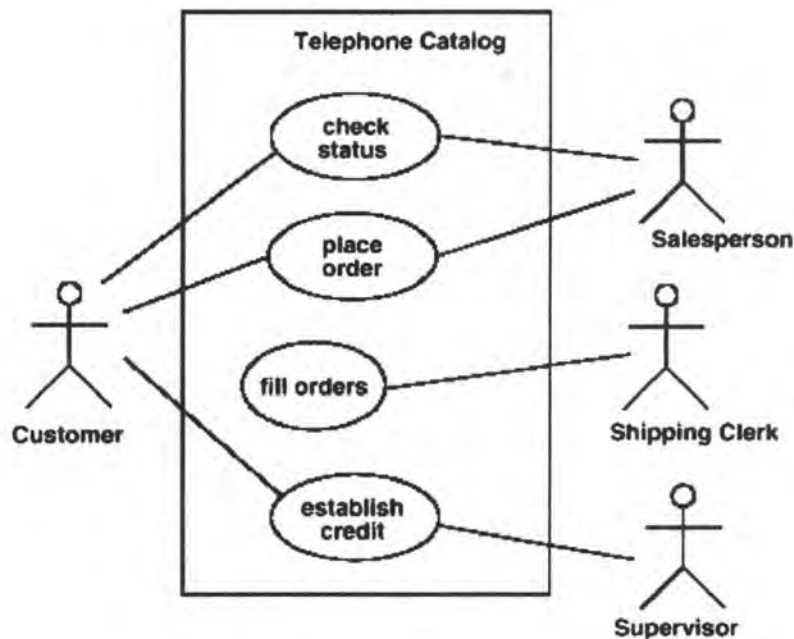 Telephone Catalog
check
status
Salesperson
place
order
Customer
fill orders
Shipping Clerk
establish
credit
Supervisor